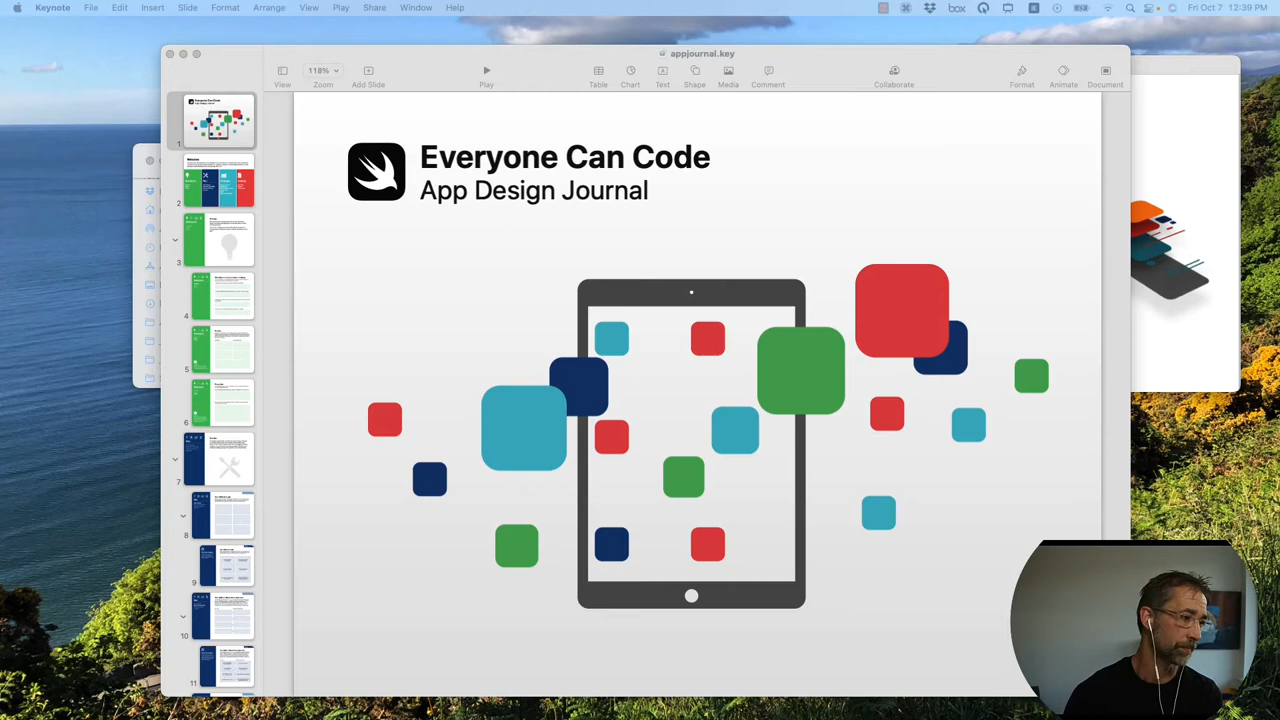 Keynote File Edit Insert Slide Format Arrange View Play Share Window Help
box
Fri Oct 7 12:39 PM
appjournal.key
118%
View Zoom Add Slide Play Table Chart Text Shape Media Comment Collaborate Format Animate Document
Everyone Can Code
App Design Journal
1
2
3
4
5
6
7
8
9
10
11